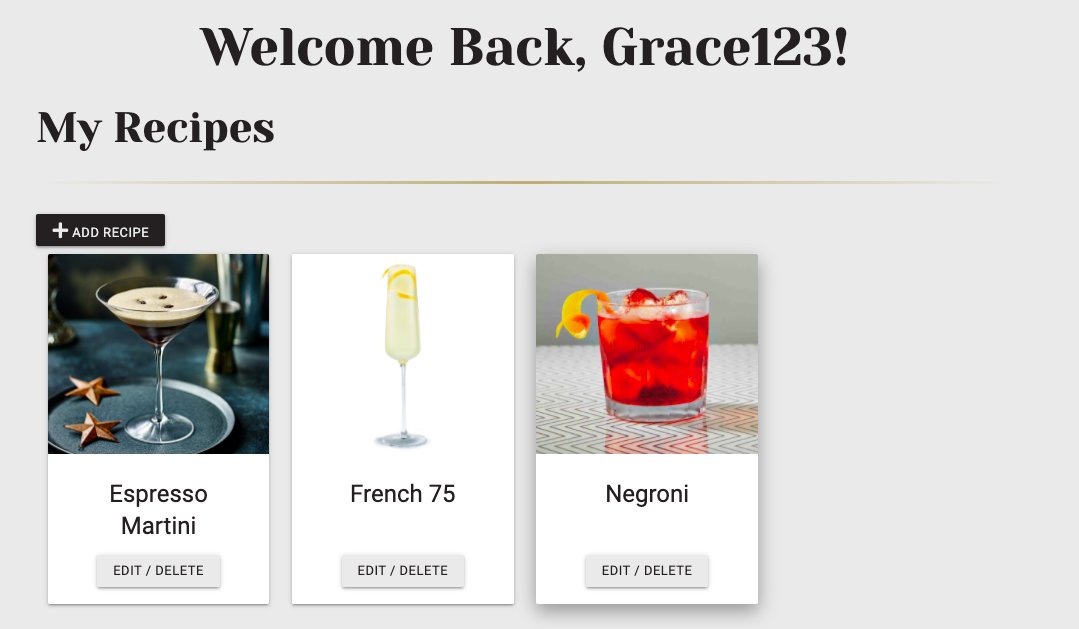 Welcome Back, Grace123!
My Recipes
ADD RECIPE
Espresso
Martini
French 75
Negroni
EDIT / DELETE
EDIT / DELETE
EDIT / DELETE